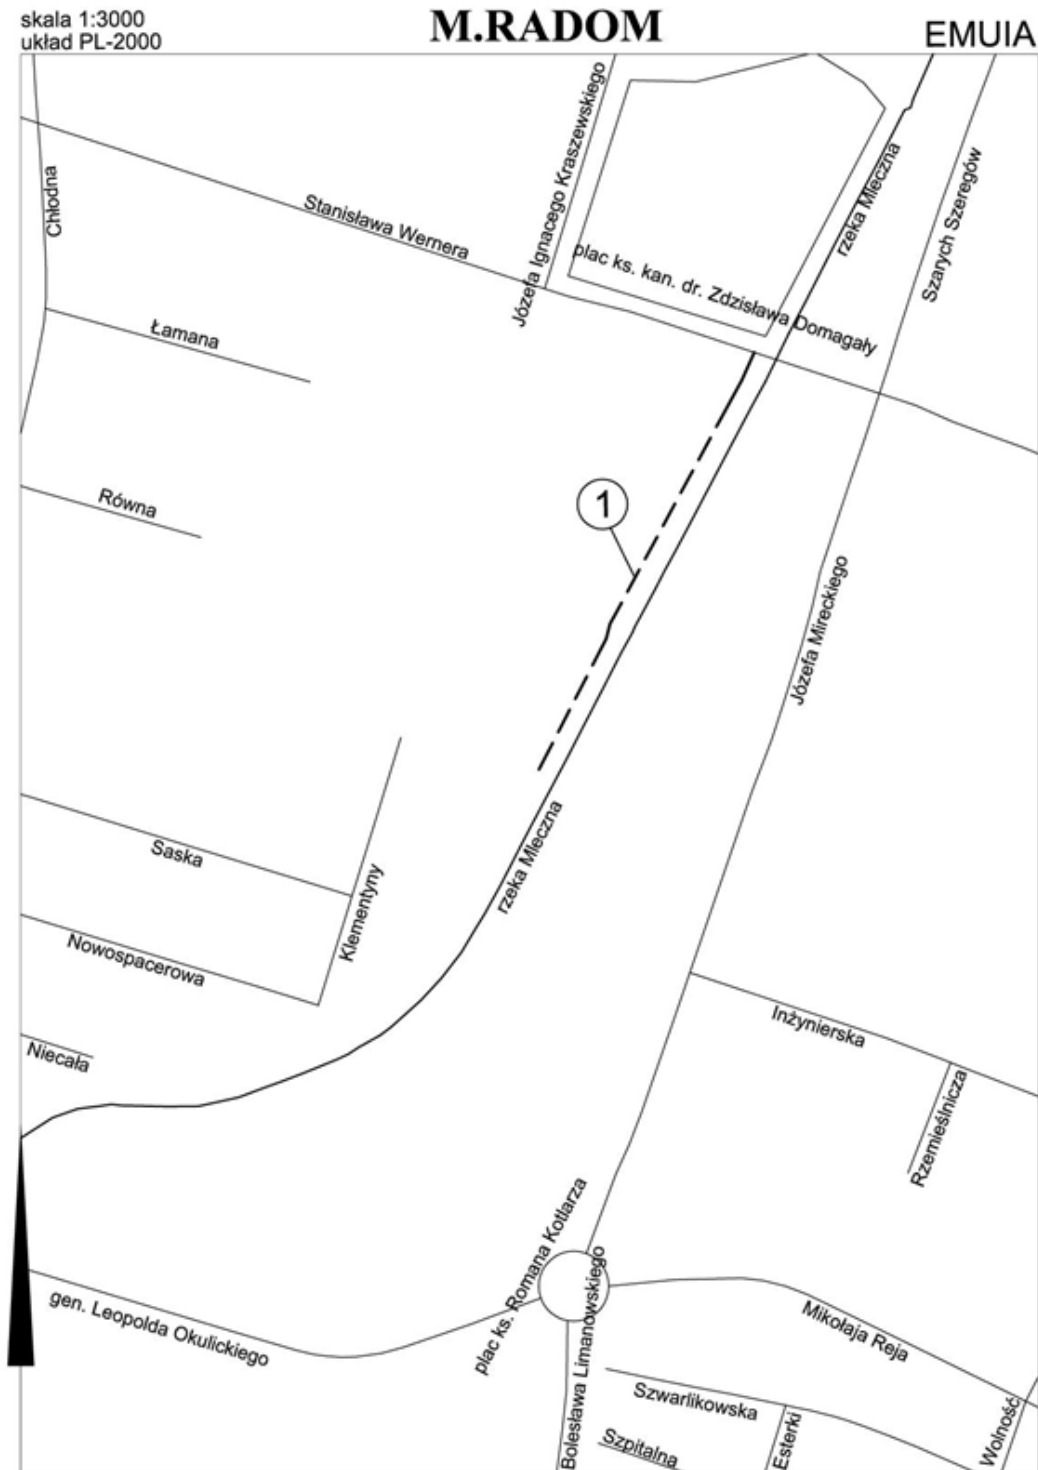 skala 1:3000
układ PL-2000
M.RADOM
EMUIA
Chłodna
Stanisława Wernera
Józefa Ignacego Kraszewskiego
plac ks. kan. dr. Zdzisława Domagały
rzeka Mleczna
Szarych Szeregów
Łamana
Równa
1
Józefa Mireckiego
Saska
Klementyny
rzeka Mleczna
Nowospacerowa
Niecała
Inżynierska
Rzemieślnicza
plac ks. Romana Kotlarza
gen. Leopolda Okulickiego
Bolesława Limanowskiego
Mikołaja Reja
Szwarlikowska
Szpitalna
Esterki
Wolność